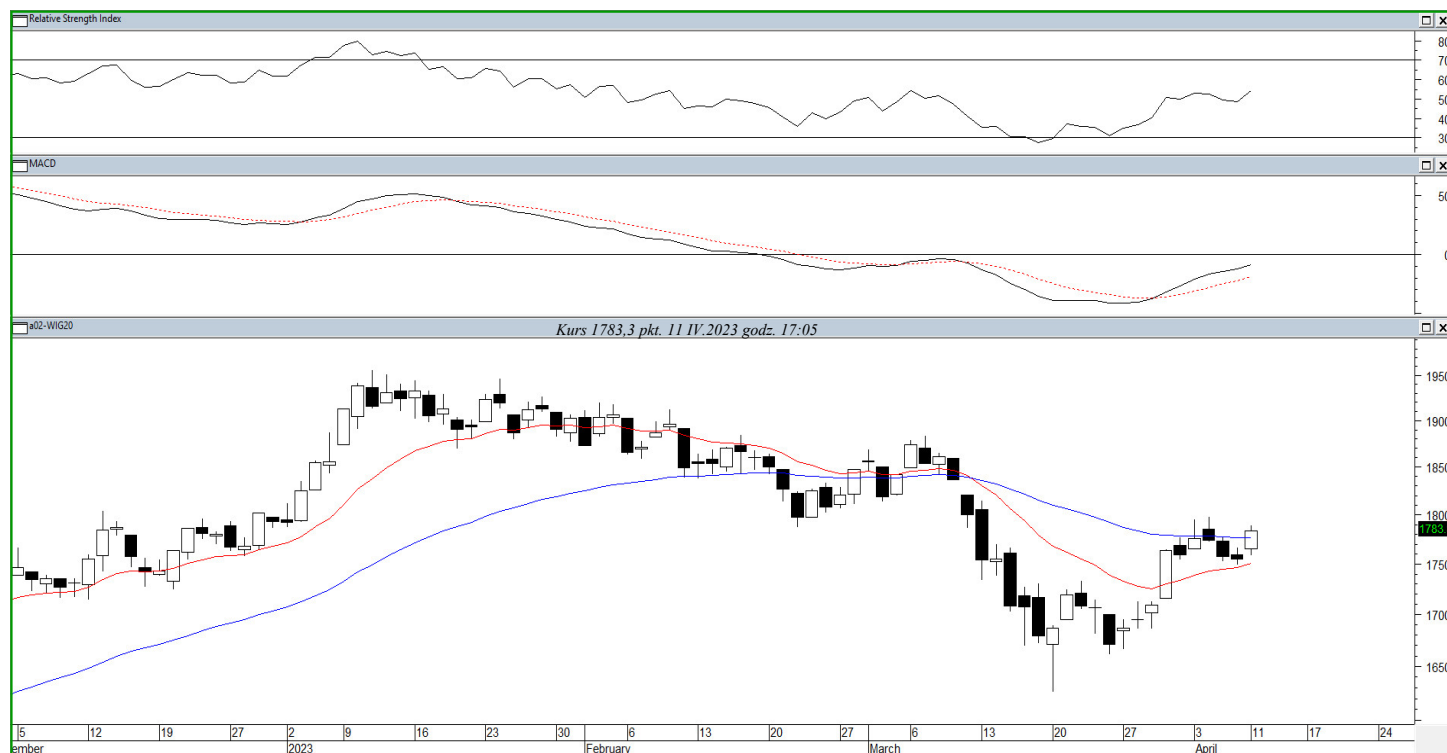 Relative Strength Index
80
70
60
50
40
30
MACD
50
0
a02-WIG20
Kurs 1783,3 pkt. 11 IV.2023 godz. 17:05
1950
1900
1850
1800
1783
1750
1700
1650
5 12 19 27 2 9 16 23 30 6 13 20 27 6 13 20 27 3 11 17 24
ember 2023 February March April